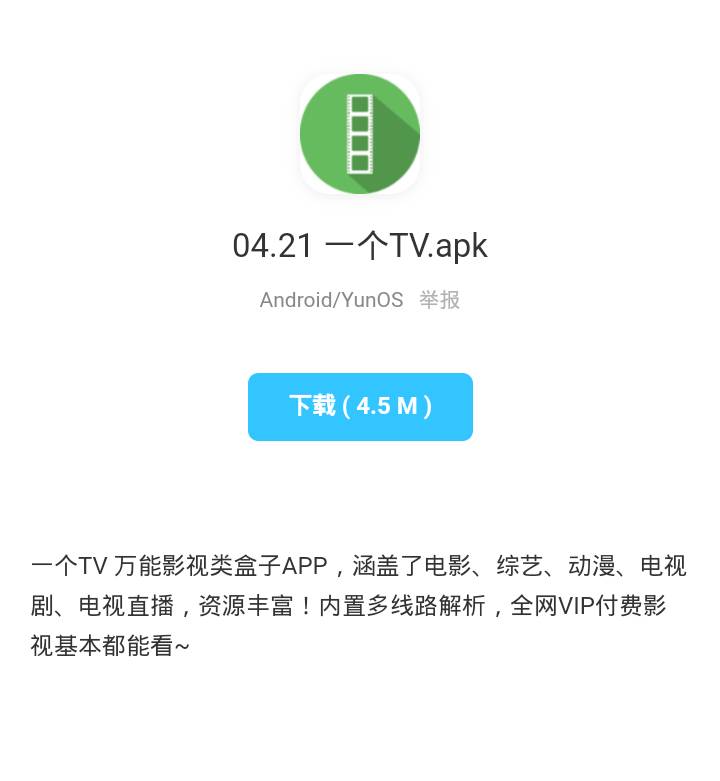 04.21 一个TV.apk
Android/YunOS 举报
下载 ( 4.5 M )
一个TV 万能影视类盒子APP，涵盖了电影、综艺、动漫、电视
剧、电视直播，资源丰富！内置多线路解析，全网VIP付费影
视基本都能看~